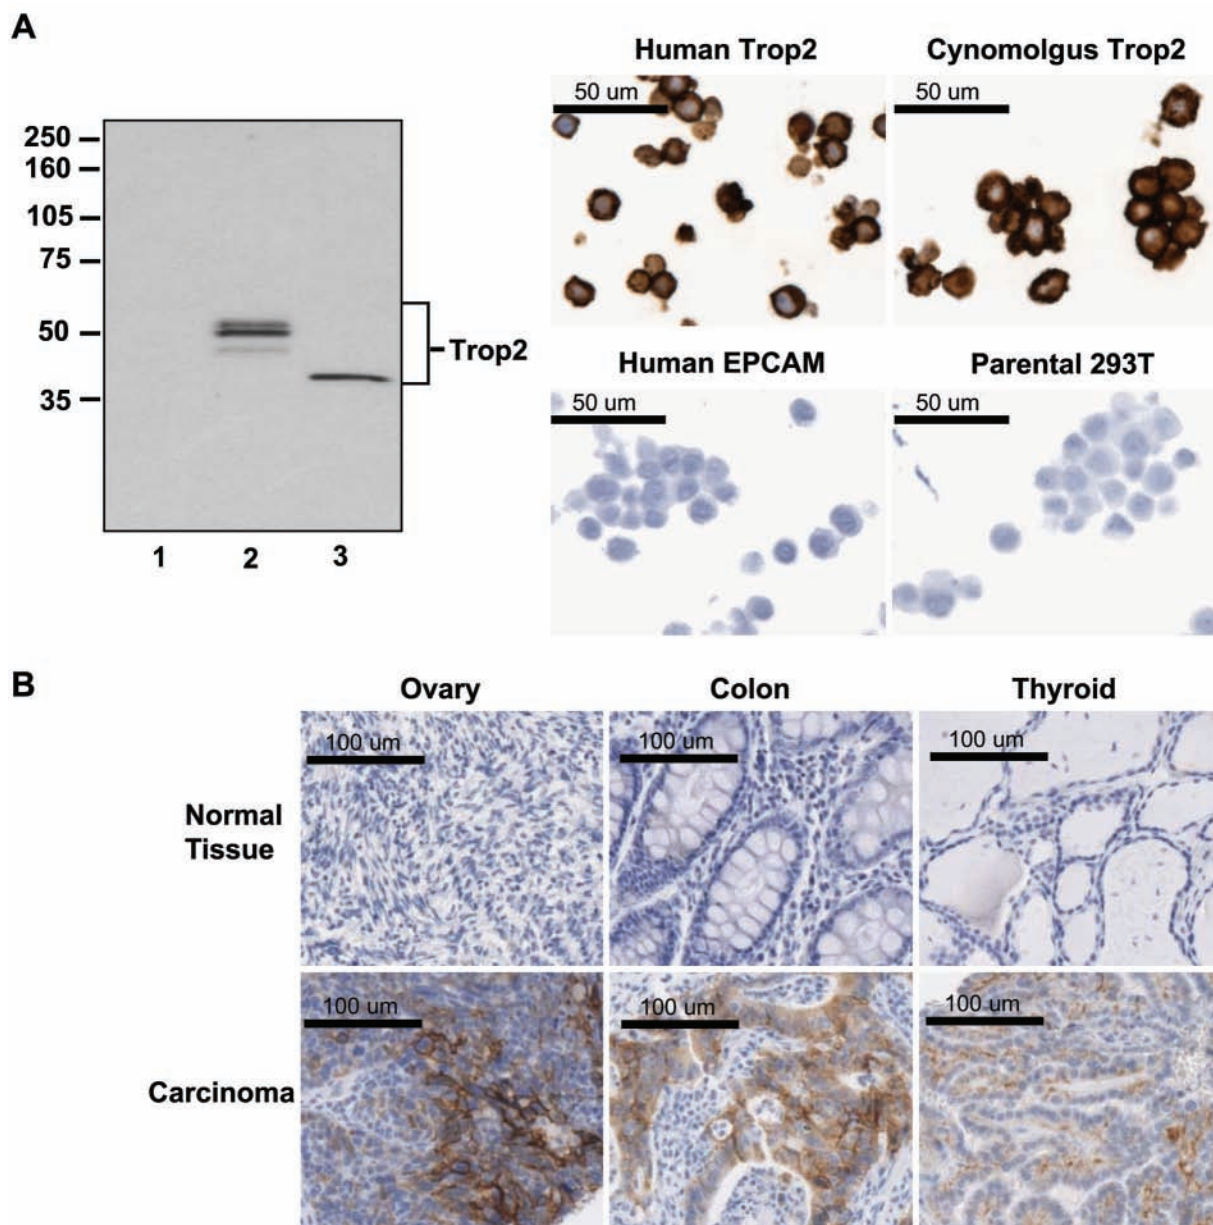 A
Human Trop2
Cynomolgus Trop2
50 um
50 um
250
160
105
75
50
35
Trop2
1 2 3
Human EPCAM
Parental 293T
50 um
50 um
B
Ovary
Colon
Thyroid
100 um
100 um
100 um
Normal
Tissue
100 um
100 um
100 um
Carcinoma